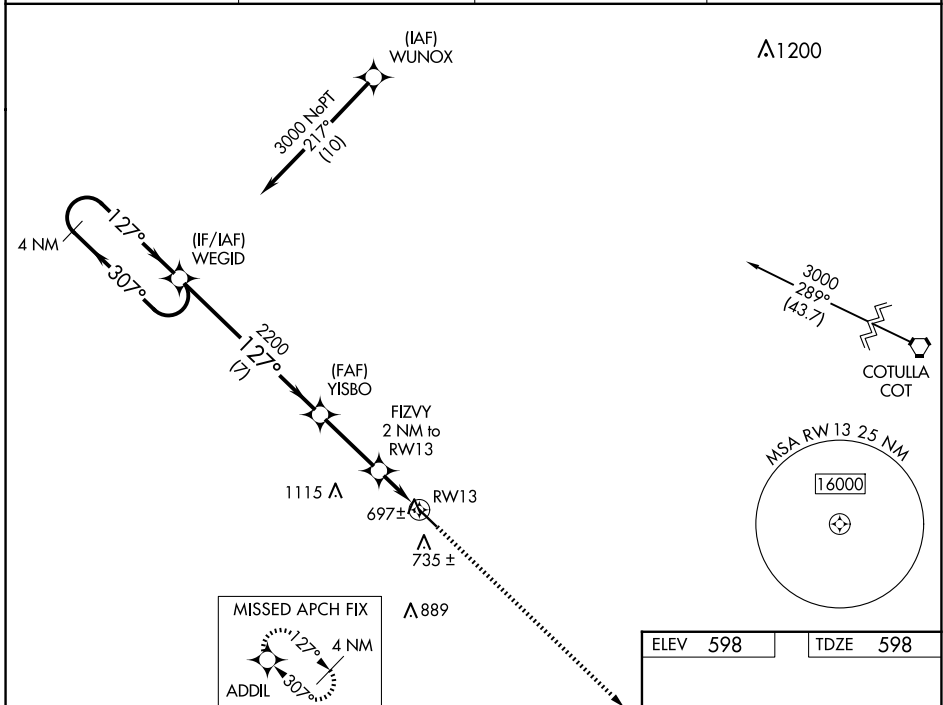 (IAF)
WUNOX
1200
3000 NoPT
217°
(10)
127°
4 NM
307°
(IF/IAF)
WEGID
3000
289°
(43.7)
COTULLA
COT
2200
127°
(7)
(FAF)
YISBO
FIZVY
2 NM to
RW13
MSA RW 13 25 NM
16000
1115
697±
RW13
735 ±
MISSED APCH FIX
127°
4 NM
307°
ADDIL
889
ELEV 598
TDZE 598